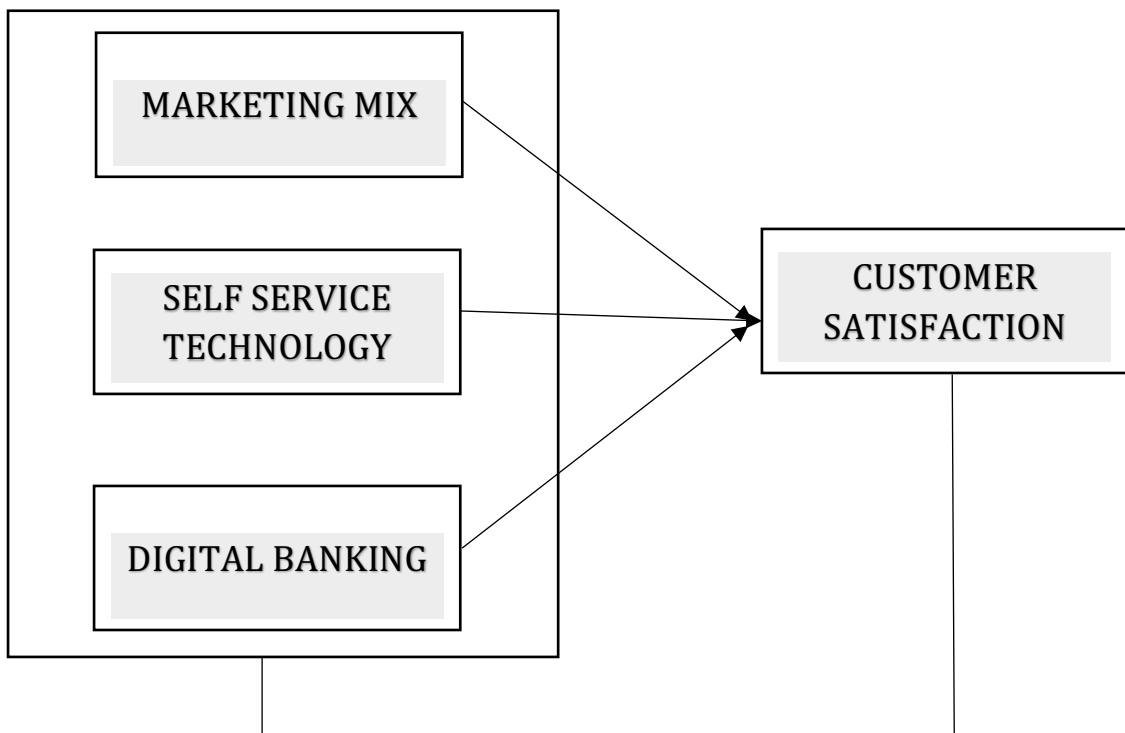 MARKETING MIX
SELF SERVICE
TECHNOLOGY
DIGITAL BANKING
CUSTOMER
SATISFACTION